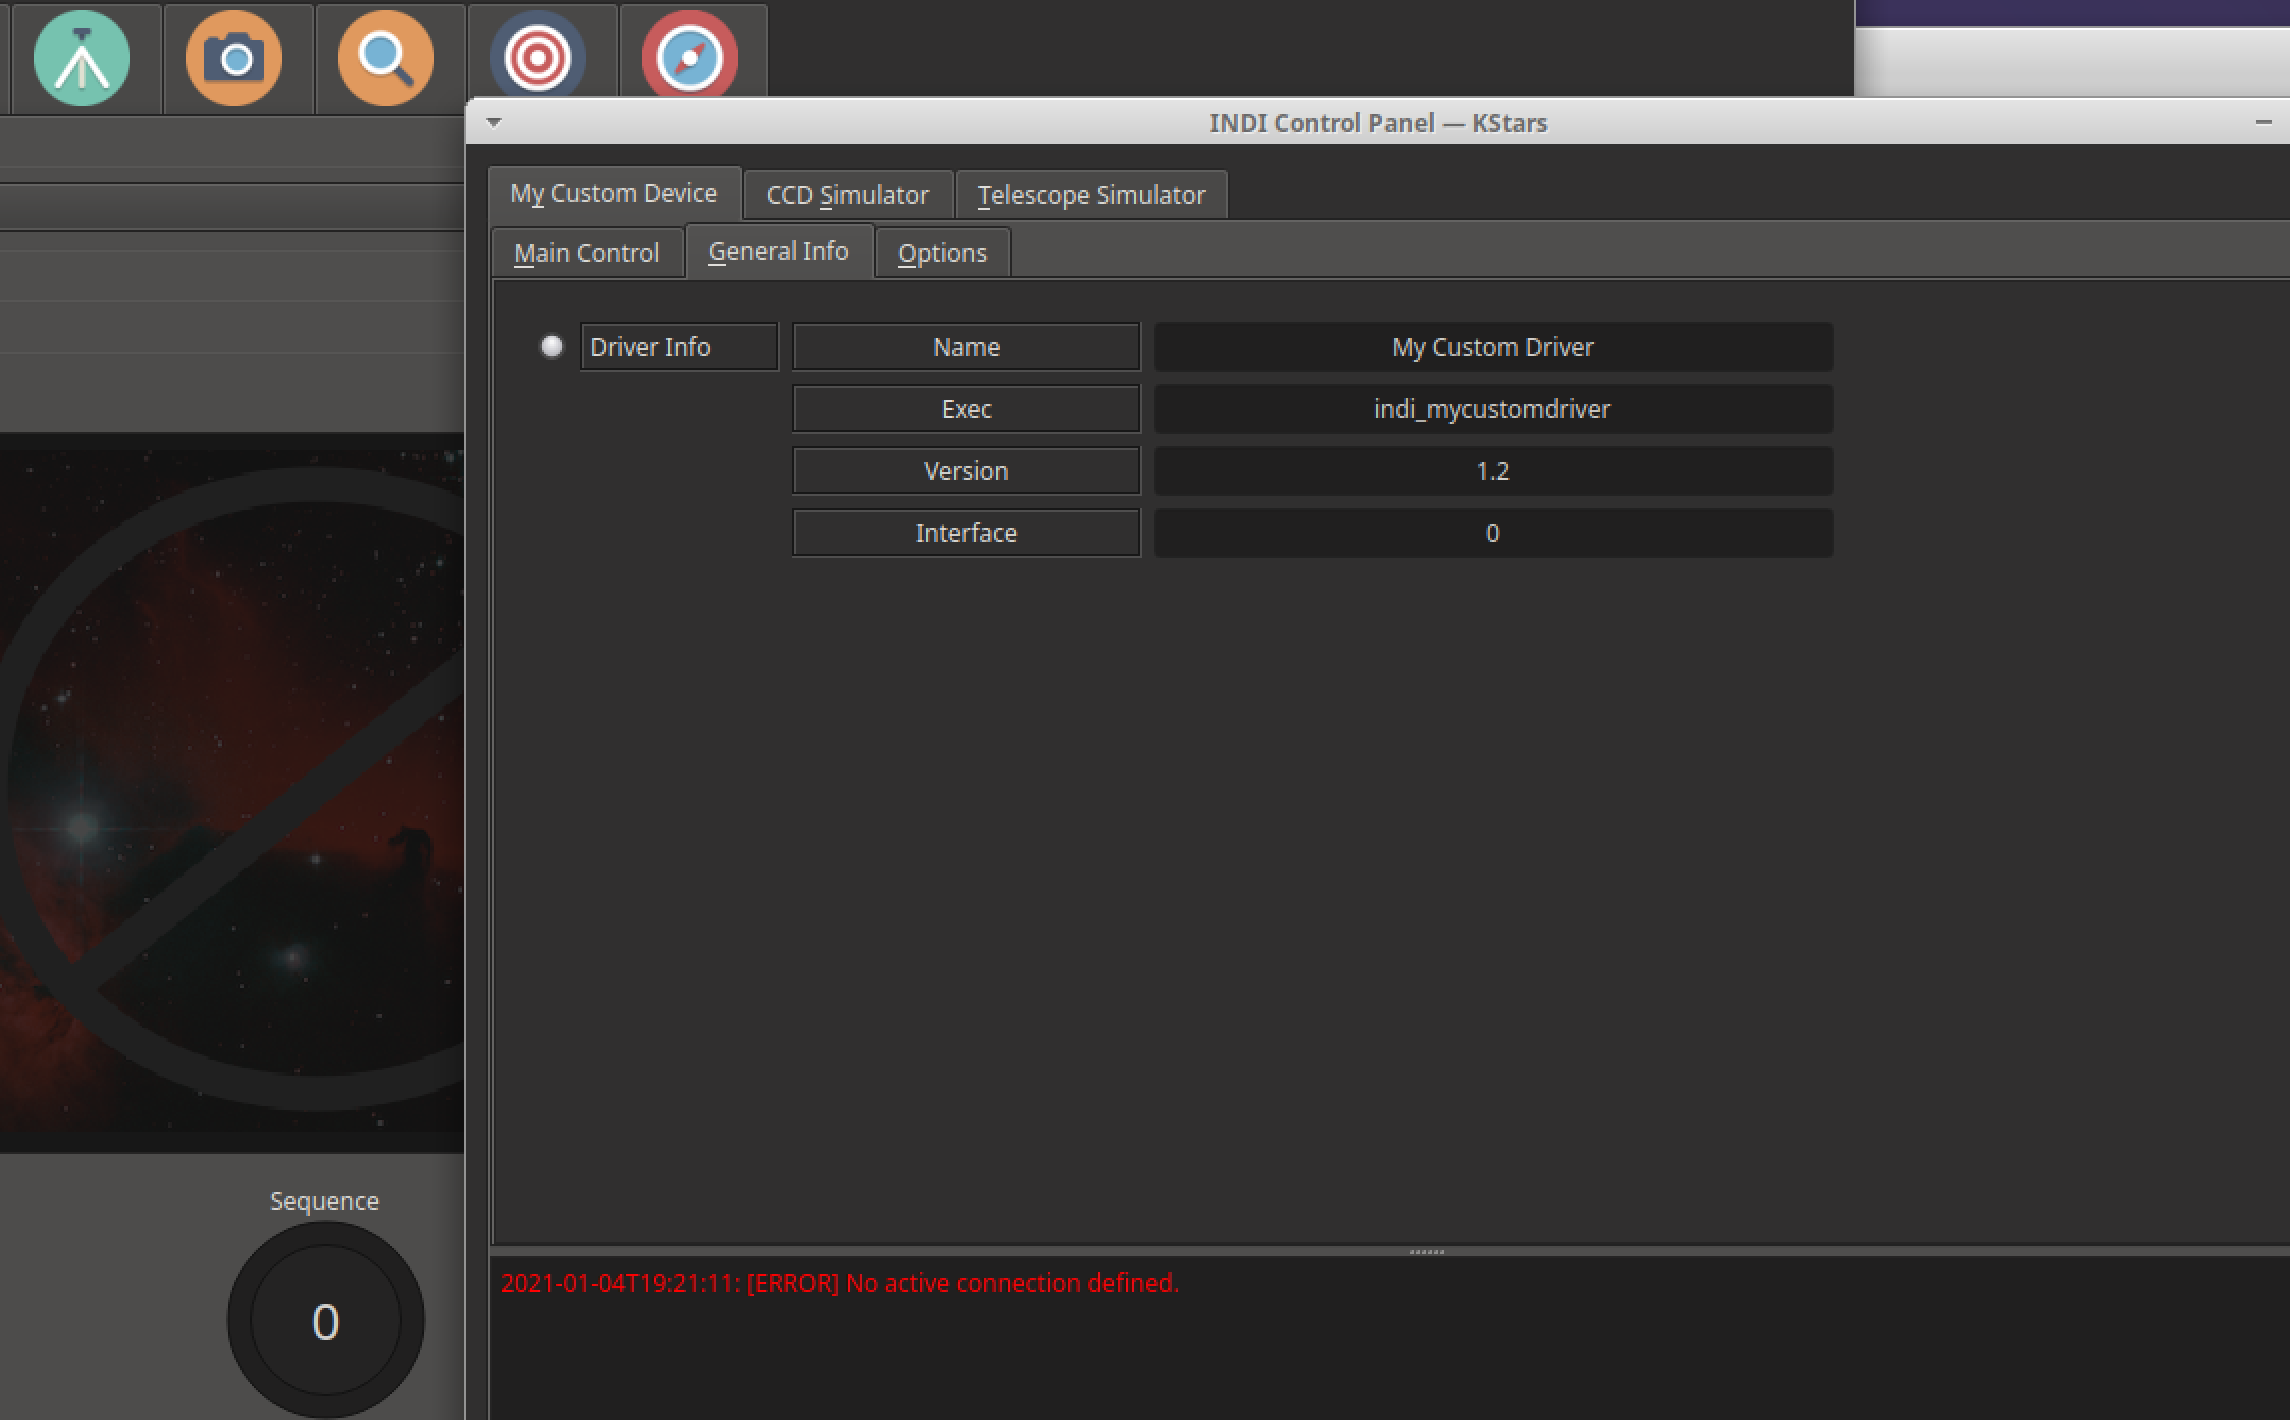 INDI Control Panel — KStars
My Custom Device CCD Simulator Telescope Simulator
Main Control General Info Options
Driver Info Name My Custom Driver
Exec indi_mycustomdriver
Version 1.2
Interface 0
Sequence
0
2021-01-04T19:21:11: [ERROR] No active connection defined.